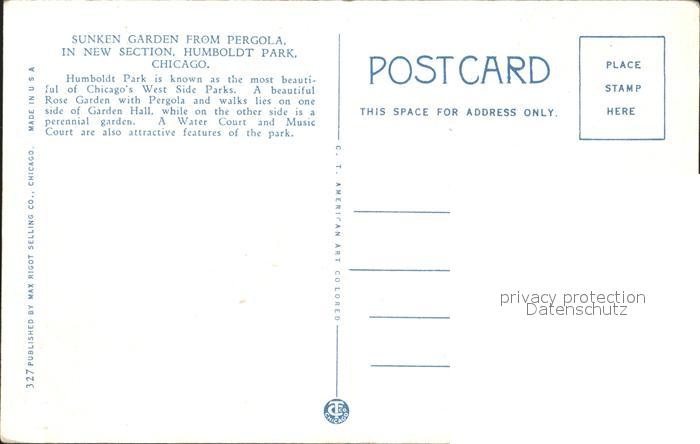 SUNKEN GARDEN FROM PERGOLA,
IN NEW SECTION, HUMBOLDT PARK,
CHICAGO.
Humboldt Park is known as the most beauti-
ful of Chicago's West Side Parks. A beautiful
Rose Garden with Pergola and walks lies on one
side of Garden Hall, while on the other side is a
perennial garden. A Water Court and Music
Court are also attractive features of the park.
327 PUBLISHED BY MAX RIGOT SELLING CO., CHICAGO. MADE IN U S A
C. T. AMERICAN ART COLORED
CT
CHICAGO
POST CARD
THIS SPACE FOR ADDRESS ONLY.
PLACE
STAMP
HERE
privacy protection
Datenschutz